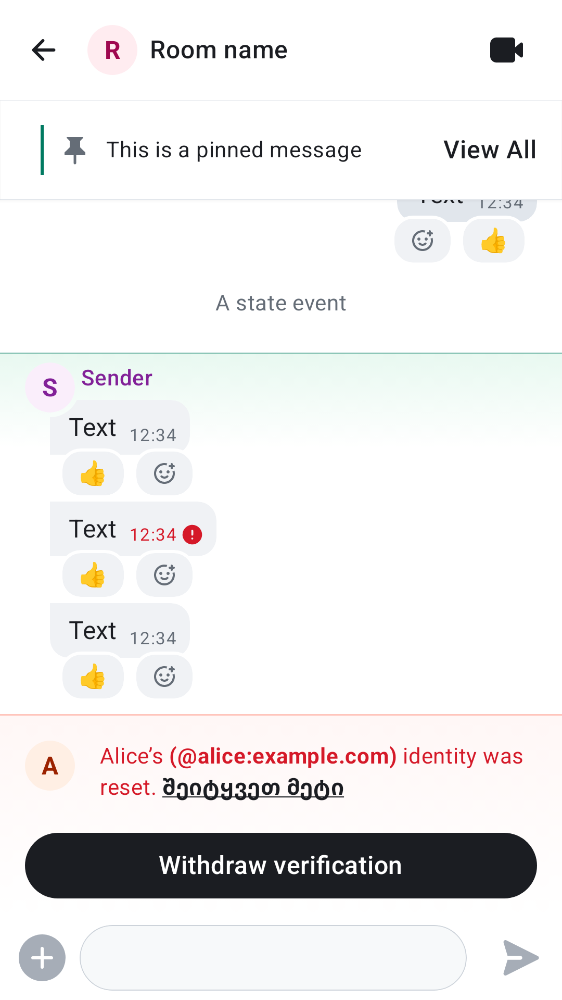 R Room name
This is a pinned message View All
Text 12:34
A state event
S Sender
Text 12:34
Text 12:34
Text 12:34
A Alice’s (@alice:example.com) identity was
reset. შეიტყვეთ მეტი
Withdraw verification